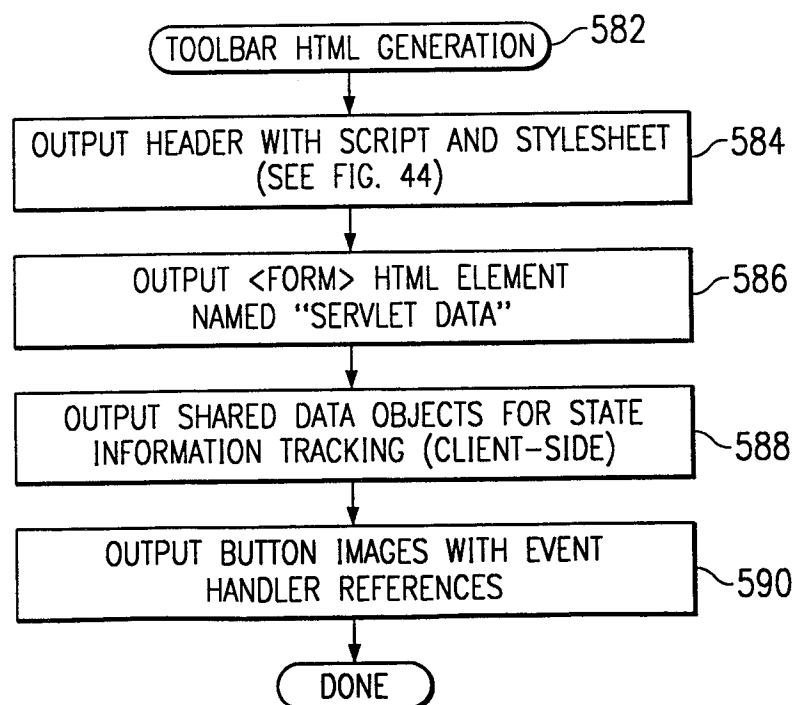 TOOLBAR HTML GENERATION
582
OUTPUT HEADER WITH SCRIPT AND STYLESHEET
(SEE FIG. 44)
584
OUTPUT <FORM> HTML ELEMENT
NAMED "SERVLET DATA"
586
OUTPUT SHARED DATA OBJECTS FOR STATE
INFORMATION TRACKING (CLIENT-SIDE)
588
OUTPUT BUTTON IMAGES WITH EVENT
HANDLER REFERENCES
590
DONE